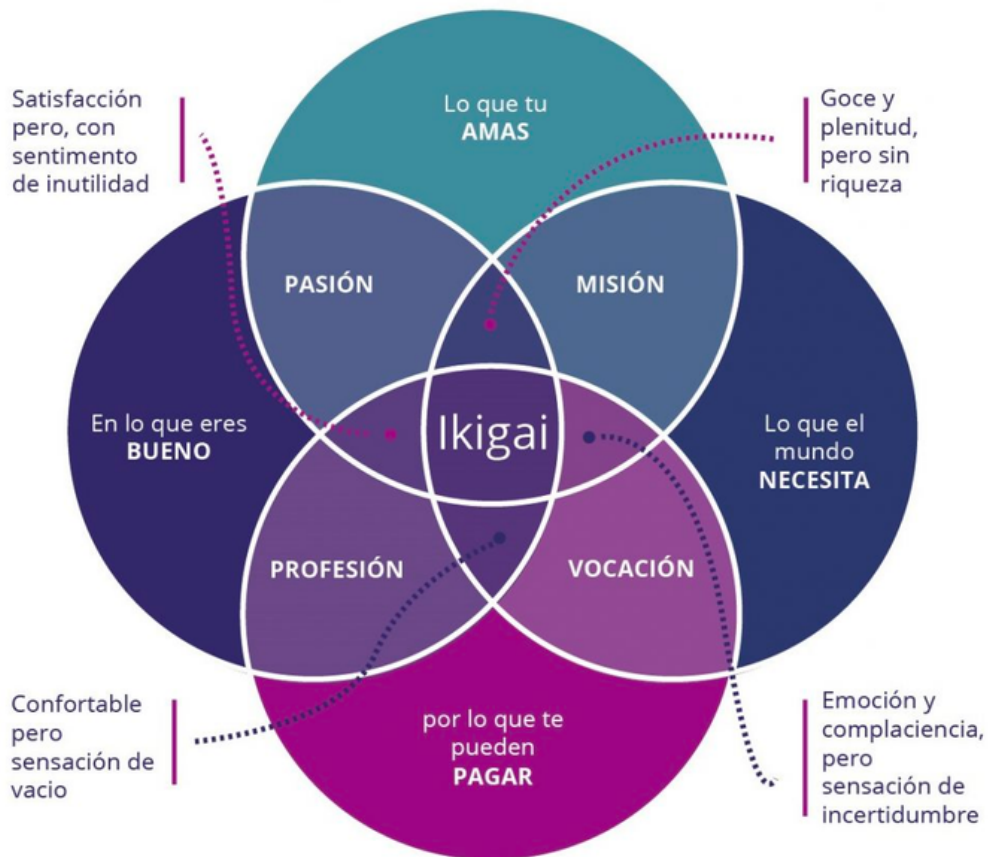 Lo que tu
AMAS
Satisfacción
pero, con
sentimento
de inutilidad
Goce y
plenitud,
pero sin
riqueza
PASIÓN
MISIÓN
En lo que eres
BUENO
Ikigai
Lo que el
mundo
NECESITA
PROFESIÓN
VOCACIÓN
Confortable
pero
sensación de
vacio
por lo que te
pueden
PAGAR
Emoción y
complaciencia,
pero
sensación de
incertidumbre